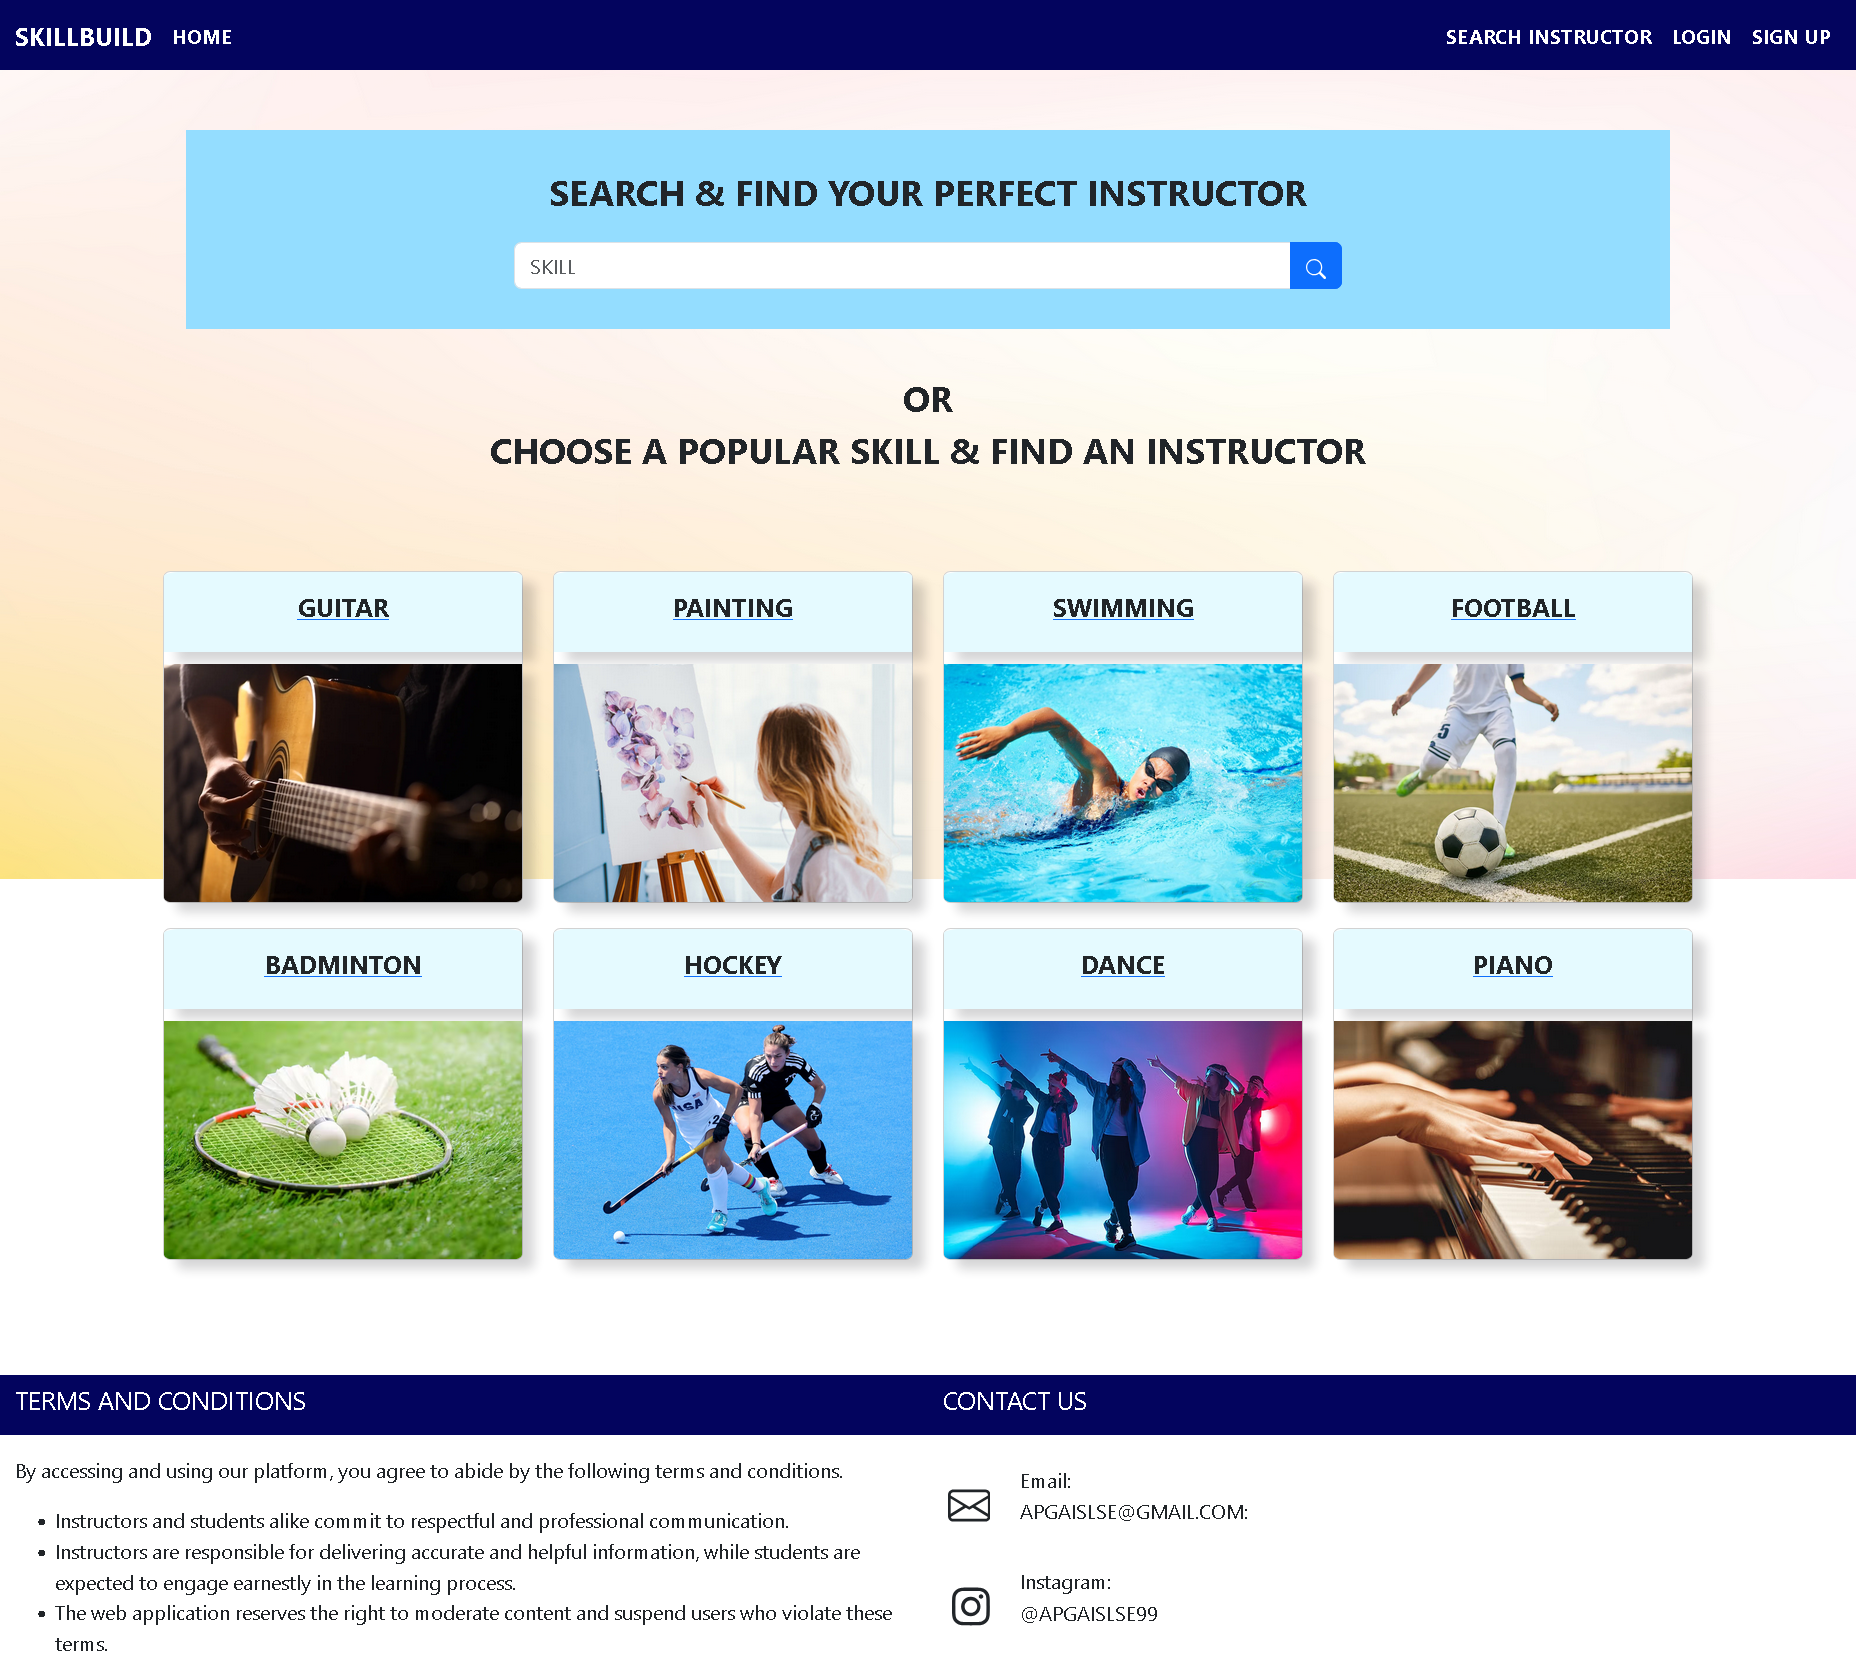 SKILLBUILD HOME SEARCH INSTRUCTOR LOGIN SIGN UP
SEARCH & FIND YOUR PERFECT INSTRUCTOR
SKILL
OR
CHOOSE A POPULAR SKILL & FIND AN INSTRUCTOR
GUITAR PAINTING SWIMMING FOOTBALL
5
BADMINTON HOCKEY DANCE PIANO
TERMS AND CONDITIONS
By accessing and using our platform, you agree to abide by the following terms and conditions.
• Instructors and students alike commit to respectful and professional communication.
• Instructors are responsible for delivering accurate and helpful information, while students are
expected to engage earnestly in the learning process.
• The web application reserves the right to moderate content and suspend users who violate these
terms.
CONTACT US
Email:
APGAISLSE@GMAIL.COM:
Instagram:
@APGAISLSE99